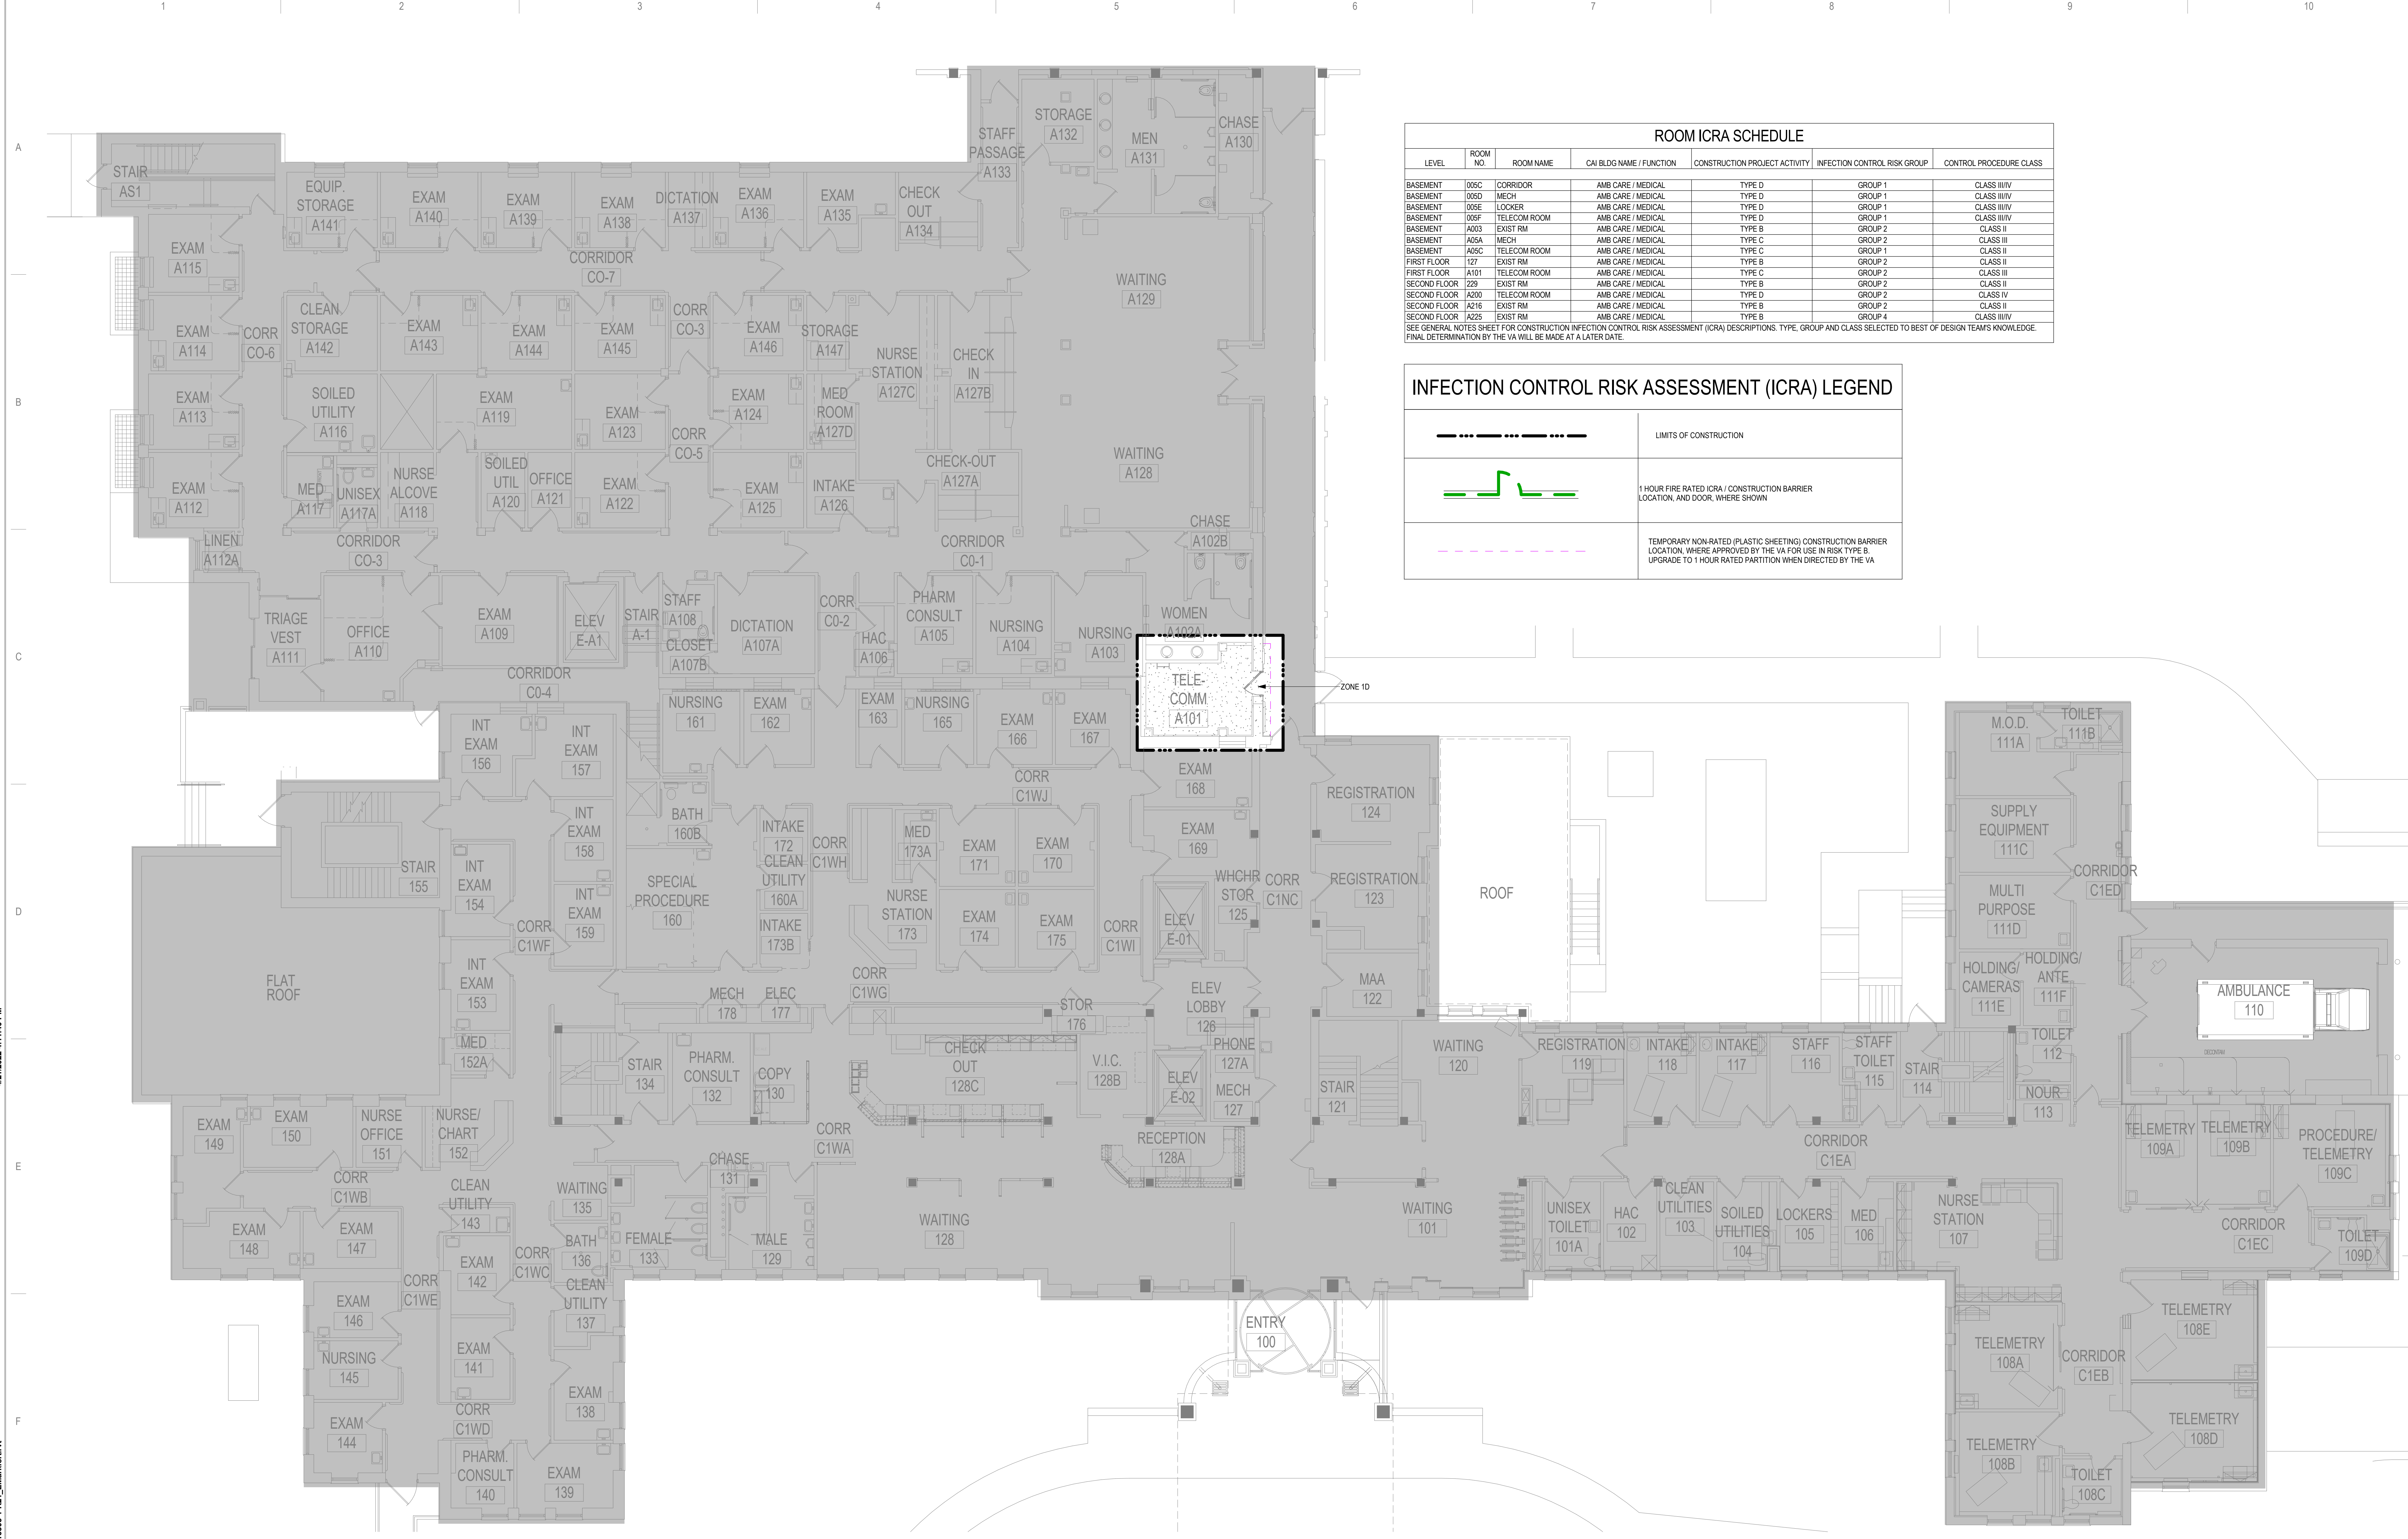 1 2 3 4 5 6 7 8 9 10
A
B
C
D
E
F
ROOM ICRA SCHEDULE
LEVEL ROOM NO. ROOM NAME CAI BLDG NAME / FUNCTION CONSTRUCTION PROJECT ACTIVITY INFECTION CONTROL RISK GROUP CONTROL PROCEDURE CLASS
BASEMENT 005C CORRIDOR AMB CARE / MEDICAL TYPE D GROUP 1 CLASS III/IV
BASEMENT 005D MECH AMB CARE / MEDICAL TYPE D GROUP 1 CLASS III/IV
BASEMENT 005E LOCKER AMB CARE / MEDICAL TYPE D GROUP 1 CLASS III/IV
BASEMENT 005F TELECOM ROOM AMB CARE / MEDICAL TYPE D GROUP 1 CLASS III/IV
BASEMENT A003 EXIST RM AMB CARE / MEDICAL TYPE B GROUP 2 CLASS II
BASEMENT A05A MECH AMB CARE / MEDICAL TYPE C GROUP 2 CLASS III
BASEMENT A05C TELECOM ROOM AMB CARE / MEDICAL TYPE C GROUP 1 CLASS II
FIRST FLOOR 127 EXIST RM AMB CARE / MEDICAL TYPE B GROUP 2 CLASS II
FIRST FLOOR A101 TELECOM ROOM AMB CARE / MEDICAL TYPE C GROUP 2 CLASS III
SECOND FLOOR 229 EXIST RM AMB CARE / MEDICAL TYPE B GROUP 2 CLASS II
SECOND FLOOR A200 TELECOM ROOM AMB CARE / MEDICAL TYPE D GROUP 2 CLASS IV
SECOND FLOOR A216 EXIST RM AMB CARE / MEDICAL TYPE B GROUP 2 CLASS II
SECOND FLOOR A225 EXIST RM AMB CARE / MEDICAL TYPE B GROUP 4 CLASS III/IV
SEE GENERAL NOTES SHEET FOR CONSTRUCTION INFECTION CONTROL RISK ASSESSMENT (ICRA) DESCRIPTIONS. TYPE, GROUP AND CLASS SELECTED TO BEST OF DESIGN TEAM'S KNOWLEDGE.
FINAL DETERMINATION BY THE VA WILL BE MADE AT A LATER DATE.
INFECTION CONTROL RISK ASSESSMENT (ICRA) LEGEND
LIMITS OF CONSTRUCTION
1 HOUR FIRE RATED ICRA / CONSTRUCTION BARRIER
LOCATION, AND DOOR, WHERE SHOWN
TEMPORARY NON-RATED (PLASTIC SHEETING) CONSTRUCTION BARRIER
LOCATION, WHERE APPROVED BY THE VA FOR USE IN RISK TYPE B.
UPGRADE TO 1 HOUR RATED PARTITION WHEN DIRECTED BY THE VA
STAIR AS1
EQUIP. STORAGE A141
EXAM A140
EXAM A139
EXAM A138
DICTATION A137
EXAM A136
EXAM A135
CHECK OUT A134
STAFF PASSAGE A133
STORAGE A132
MEN A131
CHASE A130
EXAM A115
CORRIDOR CO-7
WAITING A129
EXAM A114
CORR CO-6
CLEAN STORAGE A142
EXAM A143
EXAM A144
EXAM A145
CORR CO-3
EXAM A146
STORAGE A147
NURSE STATION A127C
CHECK IN A127B
EXAM A113
SOILED UTILITY A116
EXAM A119
EXAM A123
CORR CO-5
EXAM A124
MED ROOM A127D
EXAM A112
MED A117
UNISEX A117A
NURSE ALCOVE A118
SOILED UTIL A120
OFFICE A121
EXAM A122
EXAM A125
INTAKE A126
CHECK-OUT A127A
WAITING A128
LINEN A112A
CORRIDOR CO-3
CORRIDOR C0-1
CHASE A102B
TRIAGE VEST A111
OFFICE A110
EXAM A109
ELEV E-A1
STAIR A-1
STAFF A108
CLOSET A107B
DICTATION A107A
CORR C0-2
HAC A106
PHARM CONSULT A105
NURSING A104
NURSING A103
WOMEN A102A
TELE-
COMM
A101
ZONE 1D
CORRIDOR C0-4
INT EXAM 156
INT EXAM 157
NURSING 161
EXAM 162
EXAM 163
NURSING 165
EXAM 166
EXAM 167
EXAM 168
CORR C1WJ
REGISTRATION 124
M.O.D. 111A
TOILET 111B
STAIR 155
INT EXAM 154
INT EXAM 158
INT EXAM 159
CORR C1WF
BATH 160B
SPECIAL PROCEDURE 160
INTAKE 172
CLEAN UTILITY 160A
INTAKE 173B
CORR C1WH
MED 173A
NURSE STATION 173
EXAM 171
EXAM 170
EXAM 174
EXAM 175
CORR C1WI
EXAM 169
ELEV E-01
WHCHR STOR 125
CORR C1NC
REGISTRATION 123
ROOF
SUPPLY EQUIPMENT 111C
CORRIDOR C1ED
MULTI PURPOSE 111D
FLAT ROOF
INT EXAM 153
MED 152A
MECH 178
ELEC 177
CORR C1WG
STOR 176
ELEV LOBBY 126
MAA 122
HOLDING/ CAMERAS 111E
HOLDING/ ANTE 111F
AMBULANCE 110
STAIR 134
PHARM. CONSULT 132
COPY 130
CHECK OUT 128C
V.I.C. 128B
PHONE 127A
ELEV E-02
MECH 127
STAIR 121
WAITING 120
REGISTRATION 119
INTAKE 118
INTAKE 117
STAFF 116
STAFF TOILET 115
STAIR 114
TOILET 112
NOUR 113
EXAM 149
EXAM 150
NURSE OFFICE 151
NURSE/ CHART 152
CORR C1WA
RECEPTION 128A
CORRIDOR C1EA
TELEMETRY 109A
TELEMETRY 109B
PROCEDURE/ TELEMETRY 109C
CORR C1WB
CLEAN UTILITY 143
WAITING 135
CHASE 131
EXAM 148
EXAM 147
EXAM 142
CORR C1WC
BATH 136
FEMALE 133
MALE 129
WAITING 128
WAITING 101
UNISEX TOILET 101A
HAC 102
CLEAN UTILITIES 103
SOILED UTILITIES 104
LOCKERS 105
MED 106
NURSE STATION 107
CORRIDOR C1EC
TOILET 109D
CORR C1WE
EXAM 146
NURSING 145
EXAM 141
CLEAN UTILITY 137
EXAM 138
ENTRY 100
TELEMETRY 108A
CORRIDOR C1EB
TELEMETRY 108E
EXAM 144
CORR C1WD
PHARM. CONSULT 140
EXAM 139
TELEMETRY 108B
TOILET 108C
TELEMETRY 108D